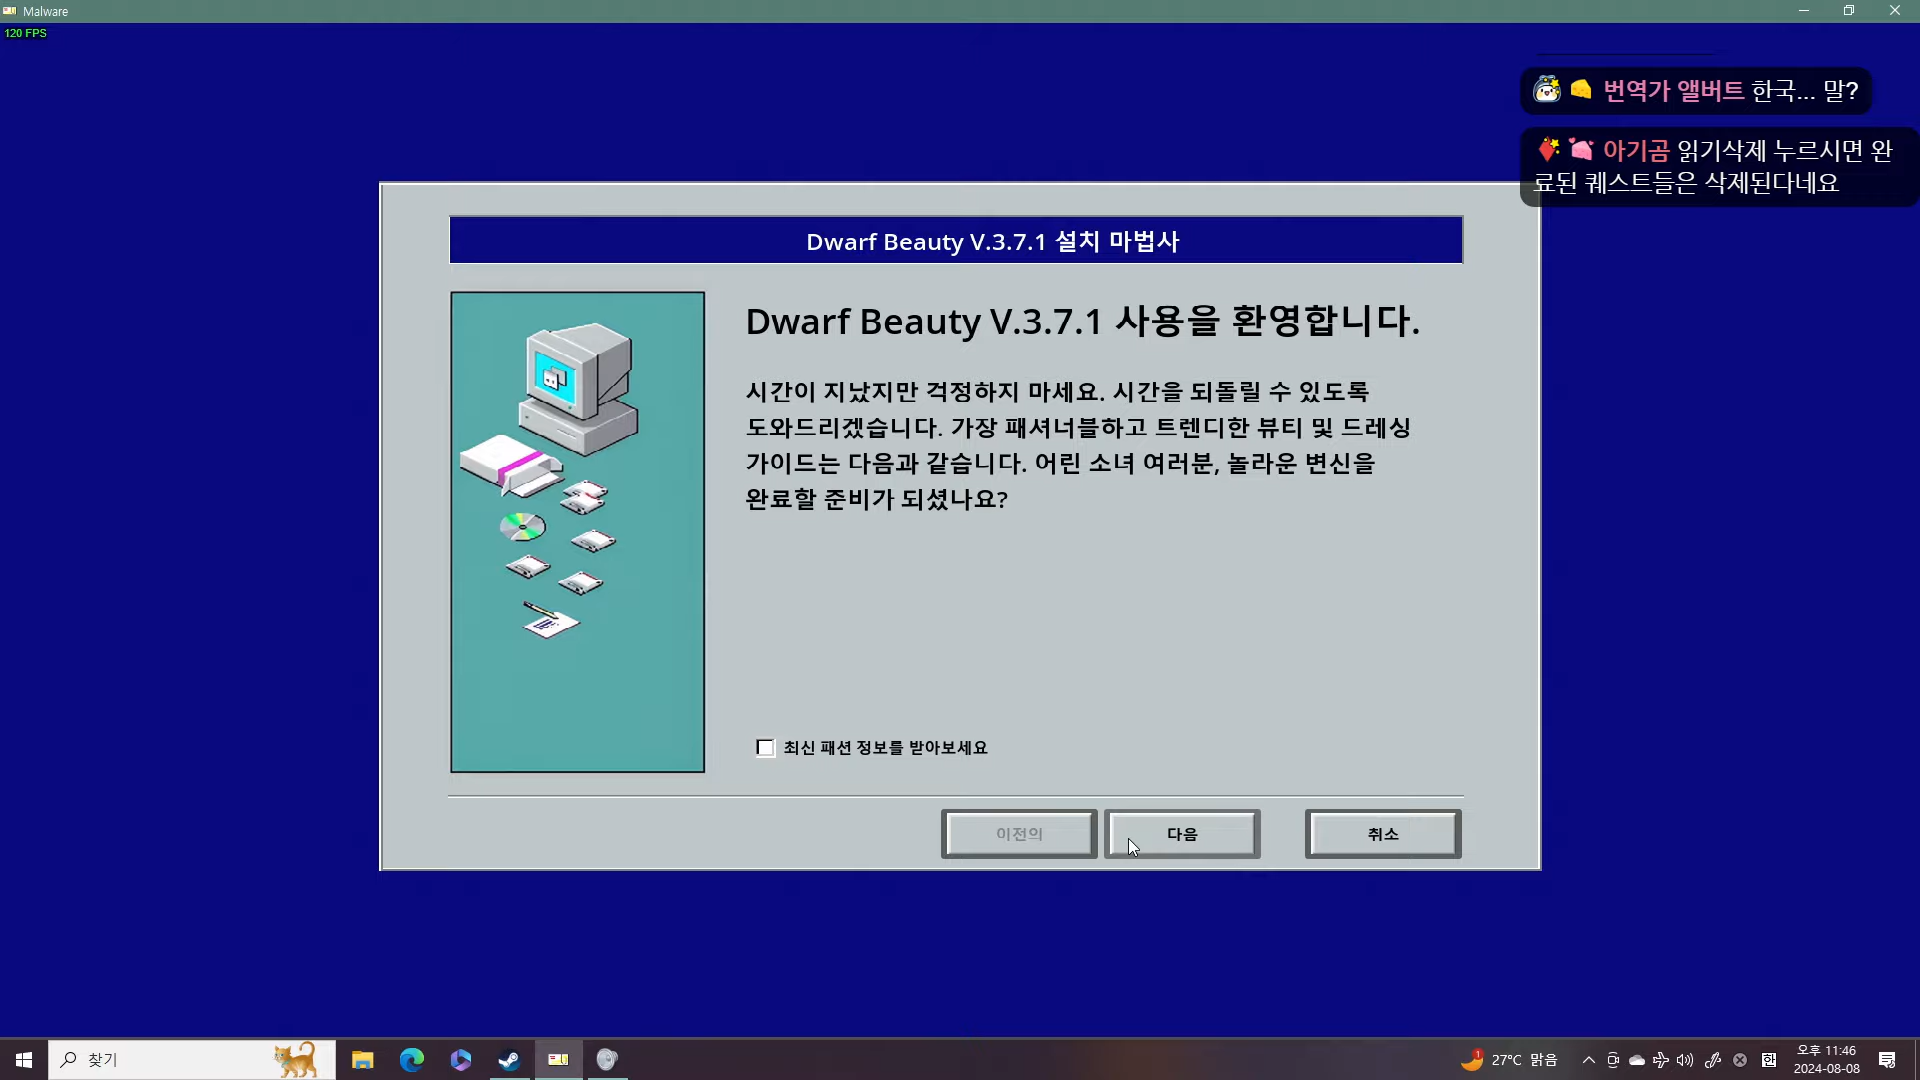 Malware
120 FPS
번역가 앨버트 한국... 말?
아기곰 읽기삭제 누르시면 완
료된 퀘스트들은 삭제된다네요
Dwarf Beauty V.3.7.1 설치 마법사
Dwarf Beauty V.3.7.1 사용을 환영합니다.
시간이 지났지만 걱정하지 마세요. 시간을 되돌릴 수 있도록
도와드리겠습니다. 가장 패셔너블하고 트렌디한 뷰티 및 드레싱
가이드는 다음과 같습니다. 어린 소녀 여러분, 놀라운 변신을
완료할 준비가 되셨나요?
최신 패션 정보를 받아보세요
이전의
다음
취소
찾기
1
27°C 맑음
한
오후 11:46
2024-08-08